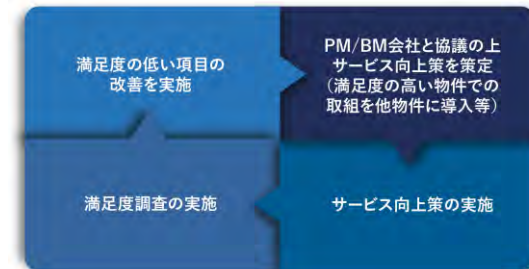 満足度の低い項目の
改善を実施
PM/BM会社と協議の上
サービス向上策を策定
(満足度の高い物件での
取組を他物件に導入等)
満足度調査の実施
サービス向上策の実施